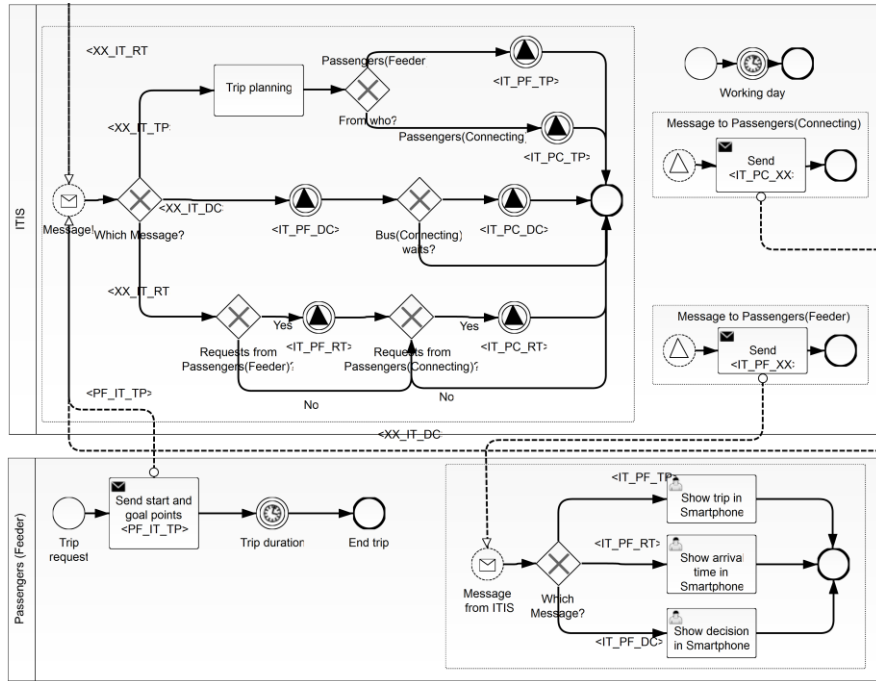 ITIS
<XX_IT_RT
Passengers(Feeder
Trip planning
From who?
<IT_PF_TP>
<XX_IT_TP>
Passengers(Connecting)
<IT_PC_TP>
Message!
Which Message?
<XX_IT_DC
<IT_PF_DC>
Bus(Connecting)
waits?
<IT_PC_DC>
<XX_IT_RT
Requests from
Passengers(Feeder)?
Yes
<IT_PF_RT>
Requests from
Passengers(Connecting)?
Yes
<IT_PC_RT>
No
No
<PF_IT_TP>
<XX_IT_DC
Working day
Message to Passengers(Connecting)
Send
<IT_PC_XX>
Message to Passengers(Feeder)
Send
<IT_PF_XX>
Passengers (Feeder)
Trip
request
Send start and
goal points
<PF_IT_TP>
Trip duration
End trip
Message
from ITIS
Which
Message?
<IT_PF_TP>
Show trip in
Smartphone
<IT_PF_RT>
Show arrival
time in
Smartphone
<IT_PF_DC>
Show decision
in Smartphone